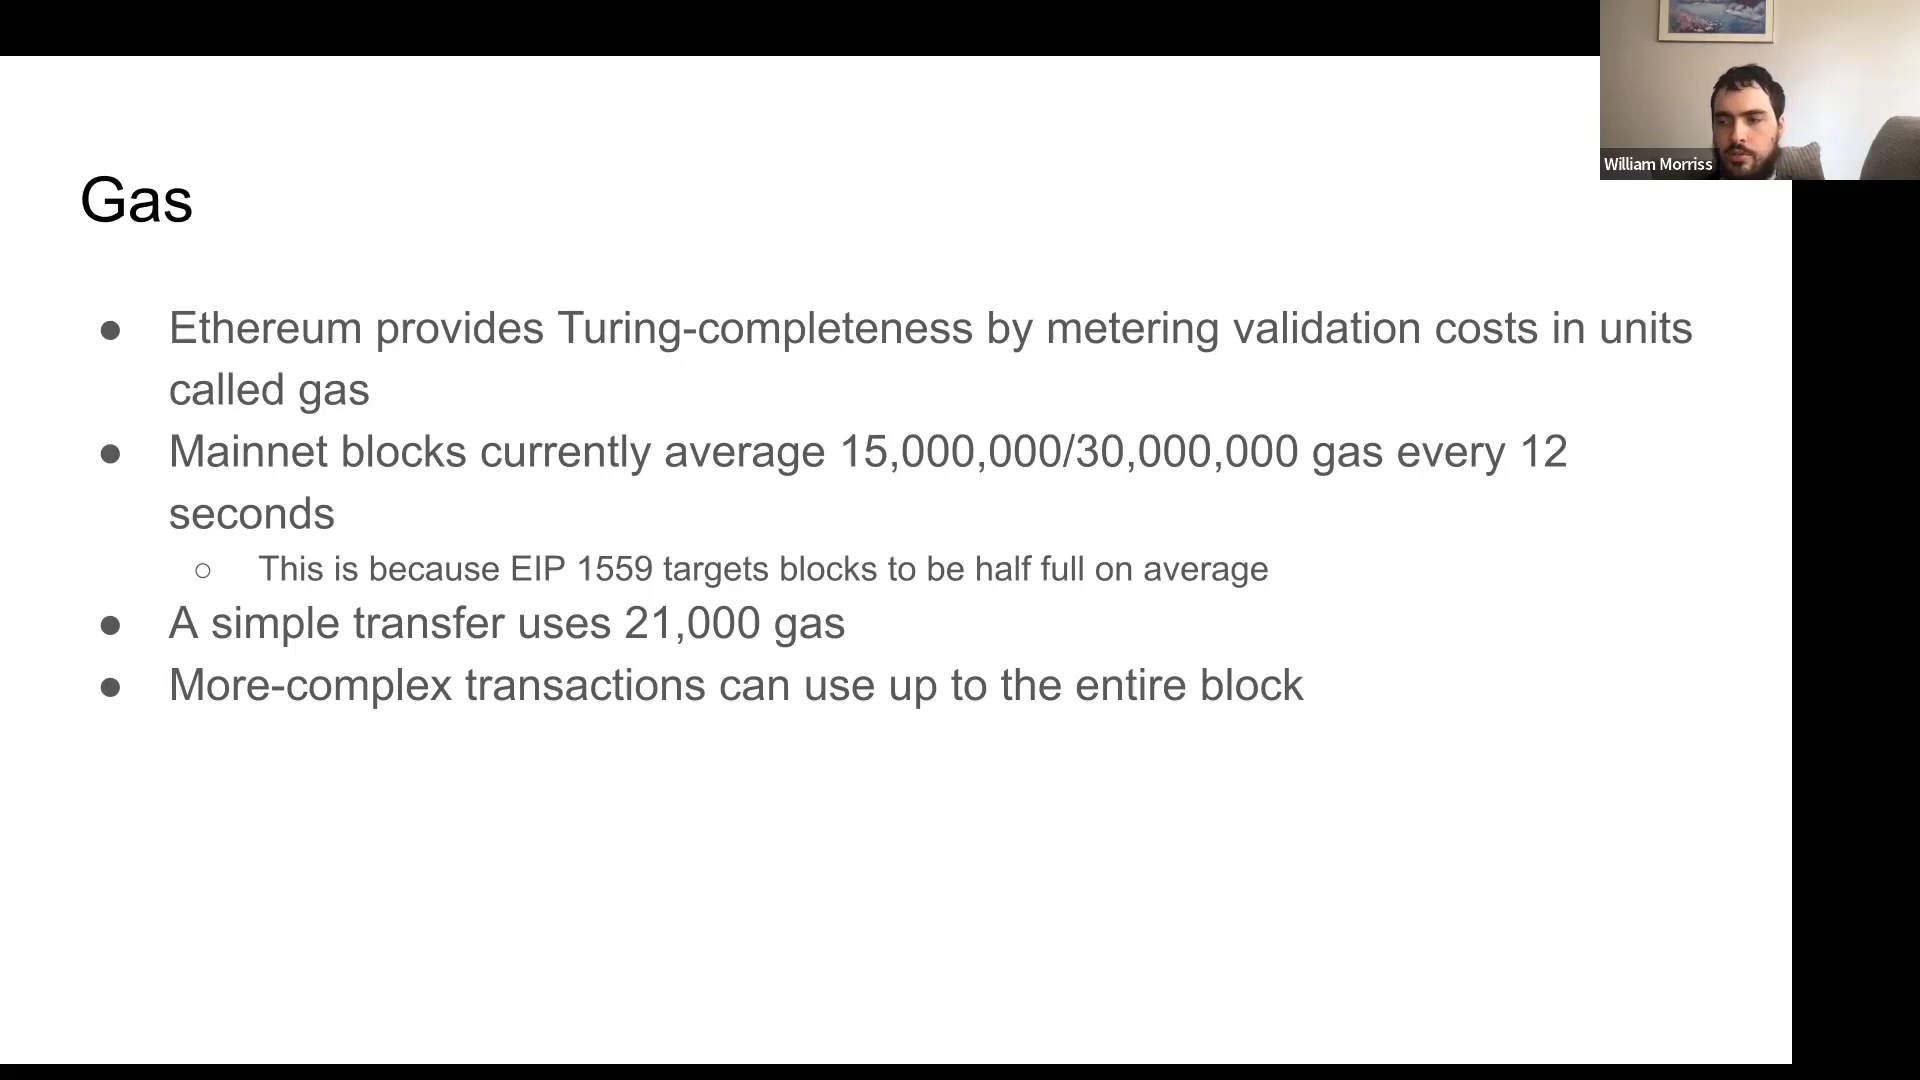 William Morriss
Gas
● Ethereum provides Turing-completeness by metering validation costs in units
called gas
● Mainnet blocks currently average 15,000,000/30,000,000 gas every 12
seconds
○ This is because EIP 1559 targets blocks to be half full on average
● A simple transfer uses 21,000 gas
● More-complex transactions can use up to the entire block